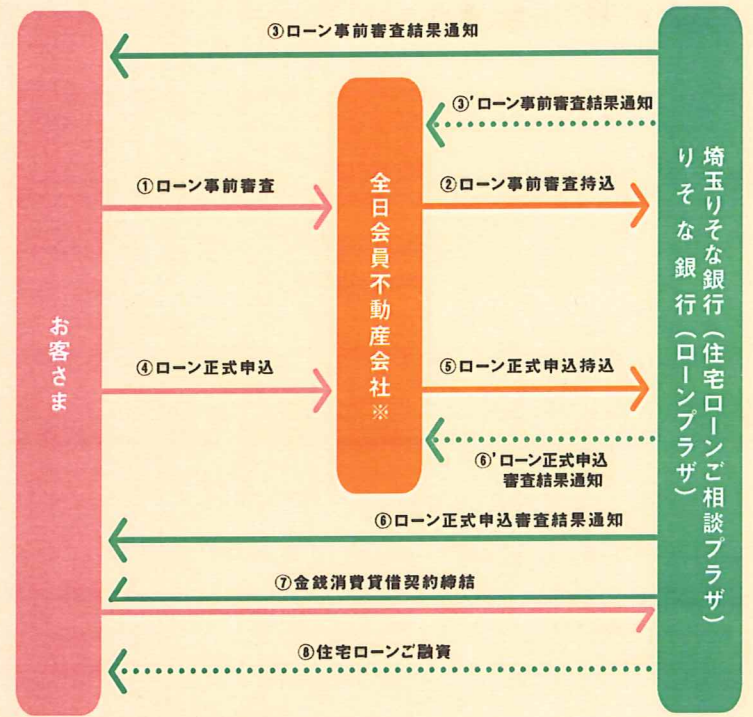 ③ローン事前審査結果通知
③'ローン事前審査結果通知
①ローン事前審査
②ローン事前審査持込
お客さま
全日会員不動産会社※
埼玉りそな銀行(住宅ローンご相談プラザ)
りそな銀行(ローンプラザ)
④ローン正式申込
⑤ローン正式申込持込
⑥'ローン正式申込
審査結果通知
⑥ローン正式申込審査結果通知
⑦金銭消費貸借契約締結
⑧住宅ローンご融資